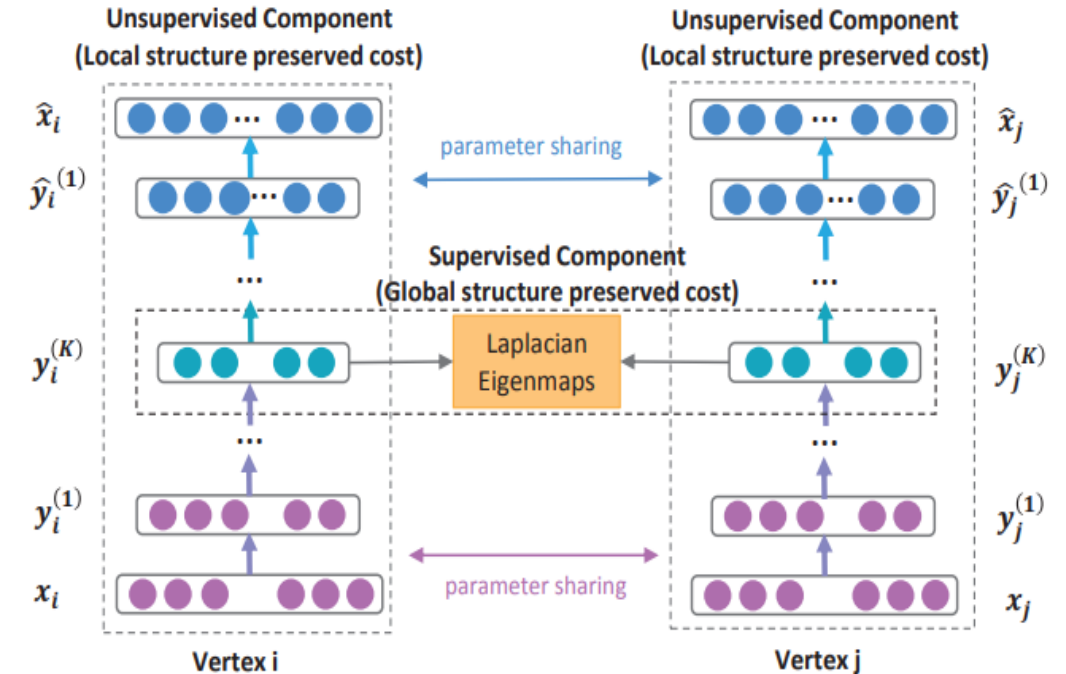 Unsupervised Component
(Local structure preserved cost)
Unsupervised Component
(Local structure preserved cost)
x̂ᵢ
...
parameter sharing
...
x̂ⱼ
ŷᵢ⁽¹⁾
...
...
ŷⱼ⁽¹⁾
Supervised Component
(Global structure preserved cost)
...
...
yᵢ⁽ᴷ⁾
Laplacian
Eigenmaps
yⱼ⁽ᴷ⁾
...
...
yᵢ⁽¹⁾
yⱼ⁽¹⁾
parameter sharing
xᵢ
xⱼ
Vertex i
Vertex j